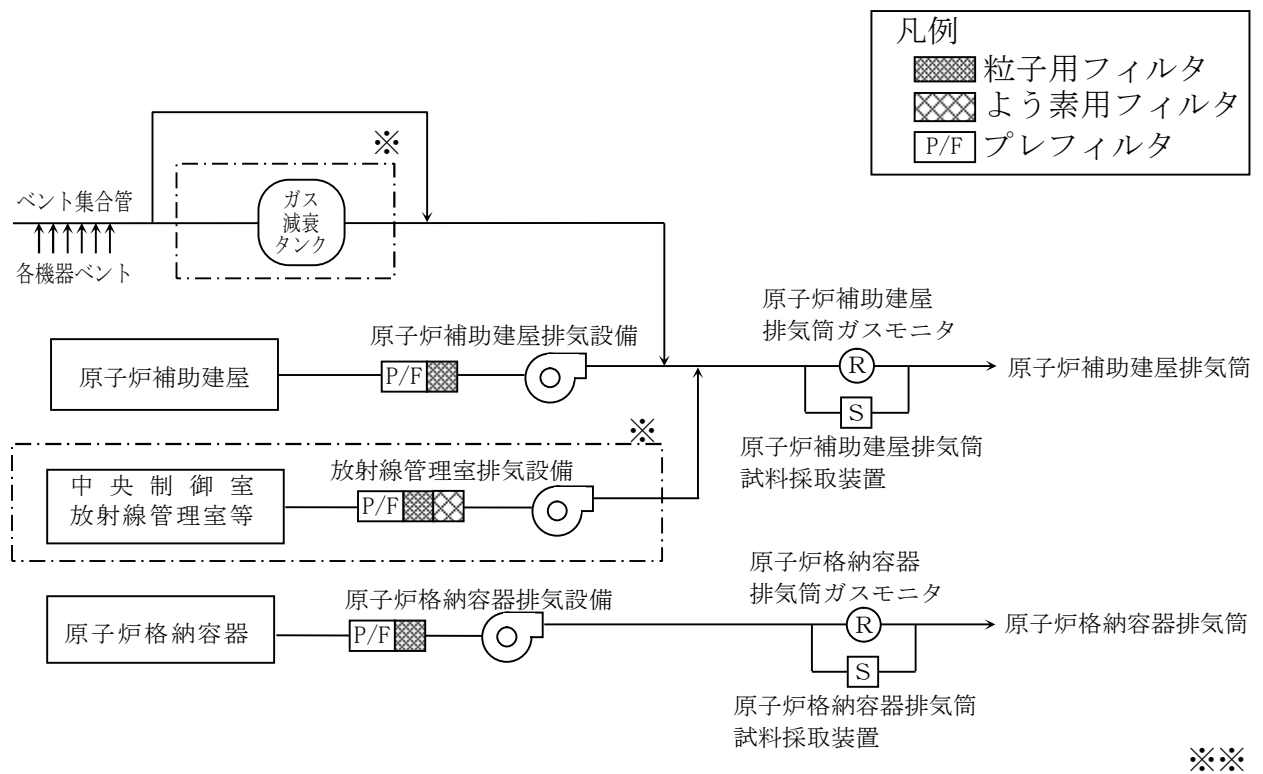 凡例
粒子用フィルタ
よう素用フィルタ
P/F プレフィルタ
※
ベント集合管
ガス
減衰
タンク
各機器ベント
原子炉補助建屋
排気筒ガスモニタ
原子炉補助建屋排気設備
原子炉補助建屋
P/F
R
原子炉補助建屋排気筒
S
原子炉補助建屋排気筒
試料採取装置
※
中央制御室
放射線管理室等
放射線管理室排気設備
P/F
原子炉格納容器
排気筒ガスモニタ
原子炉格納容器排気設備
原子炉格納容器
P/F
R
原子炉格納容器排気筒
S
原子炉格納容器排気筒
試料採取装置
※※